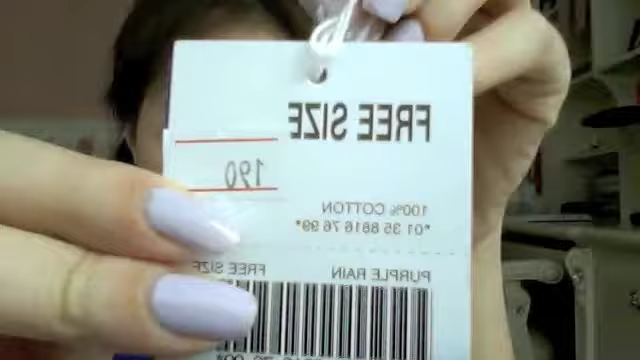 FREE SIZE
190
100% COTTON
*01 35 8816 76 99*
PURPLE RAIN FREE SIZE